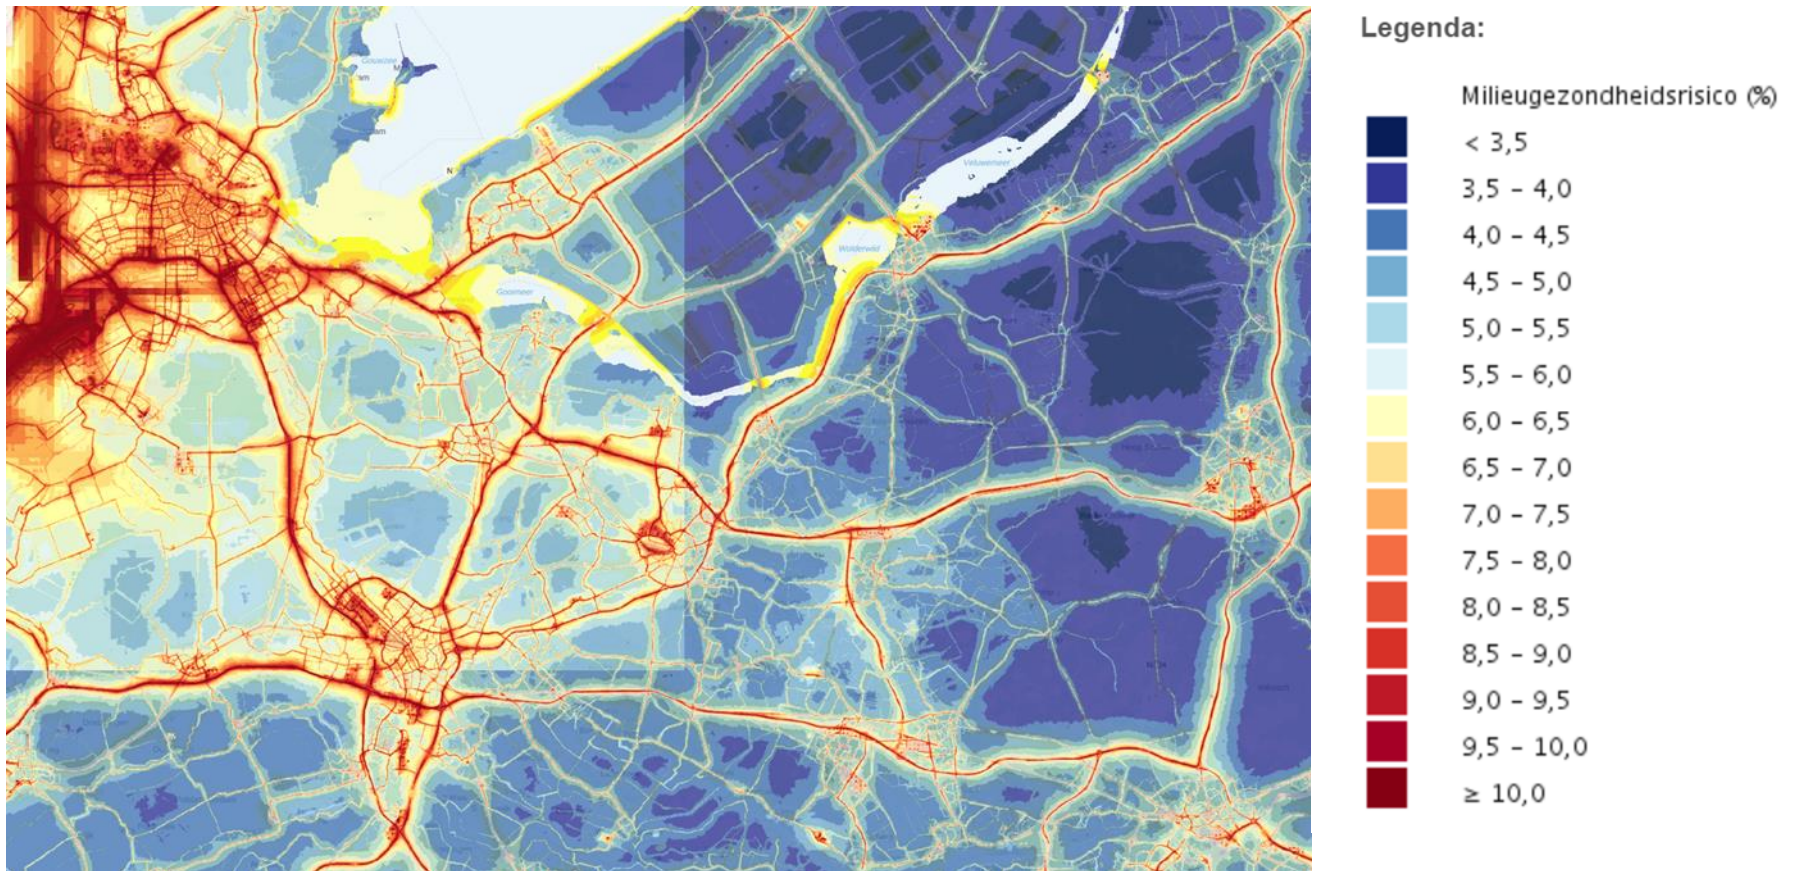 Legenda:
Milieugezondheidsrisico (%)
< 3,5
3,5 – 4,0
4,0 – 4,5
4,5 – 5,0
5,0 – 5,5
5,5 – 6,0
6,0 – 6,5
6,5 – 7,0
7,0 – 7,5
7,5 – 8,0
8,0 – 8,5
8,5 – 9,0
9,0 – 9,5
9,5 – 10,0
≥ 10,0
Gouwzee
M
am
am
N
Veluwemeer
Wolderwijd
Gooimeer